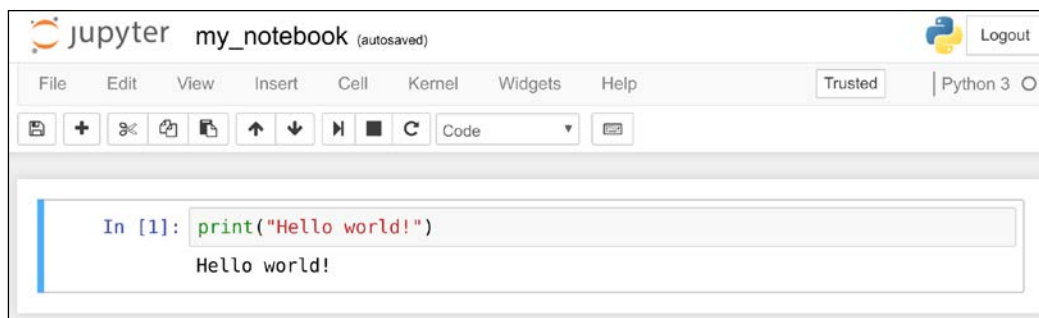 jupyter my_notebook (autosaved) Logout
File Edit View Insert Cell Kernel Widgets Help Trusted Python 3
Code
In [1]: print("Hello world!")
Hello world!